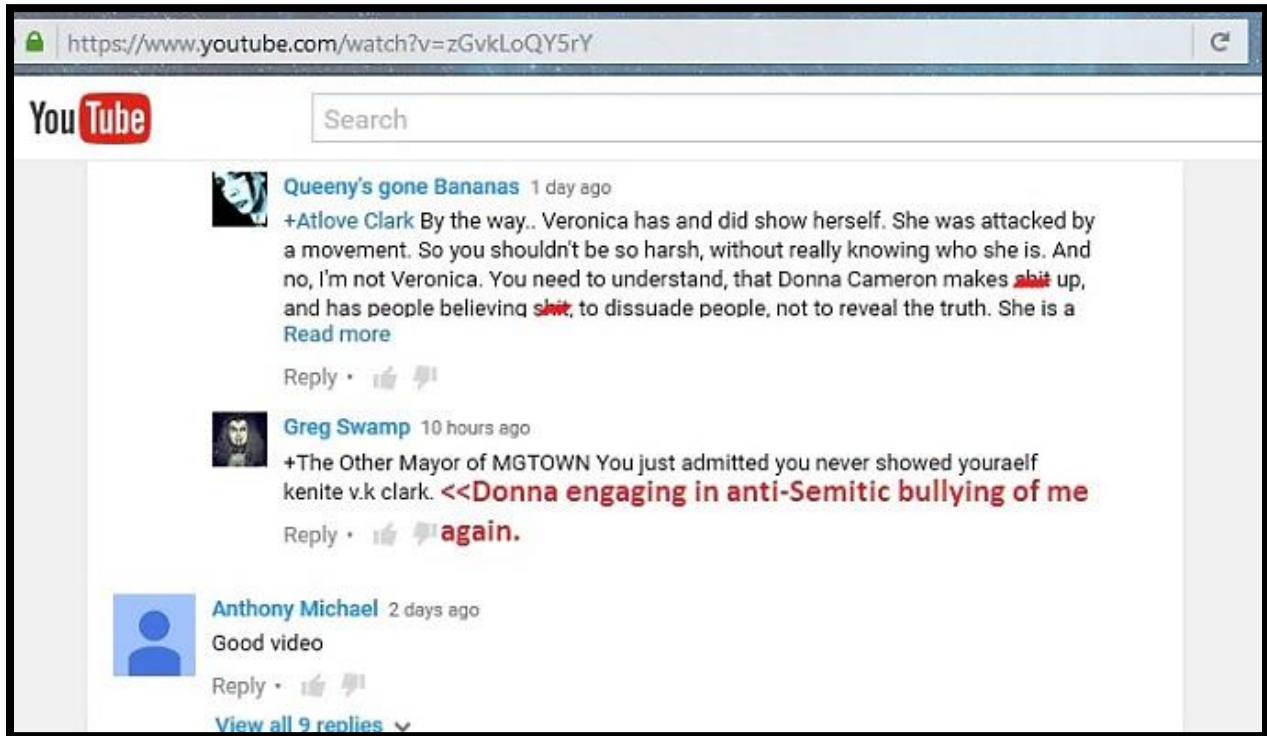 https://www.youtube.com/watch?v=zGvkLoQY5rY
YouTube
Search
Queeny's gone Bananas 1 day ago
+Atlove Clark By the way.. Veronica has and did show herself. She was attacked by
a movement. So you shouldn't be so harsh, without really knowing who she is. And
no, I'm not Veronica. You need to understand, that Donna Cameron makes shit up,
and has people believing shit, to dissuade people, not to reveal the truth. She is a
Read more
Reply •
Greg Swamp 10 hours ago
+The Other Mayor of MGTOWN You just admitted you never showed youraelf
kenite v.k clark. <<Donna engaging in anti-Semitic bullying of me
Reply • again.
Anthony Michael 2 days ago
Good video
Reply •
View all 9 replies